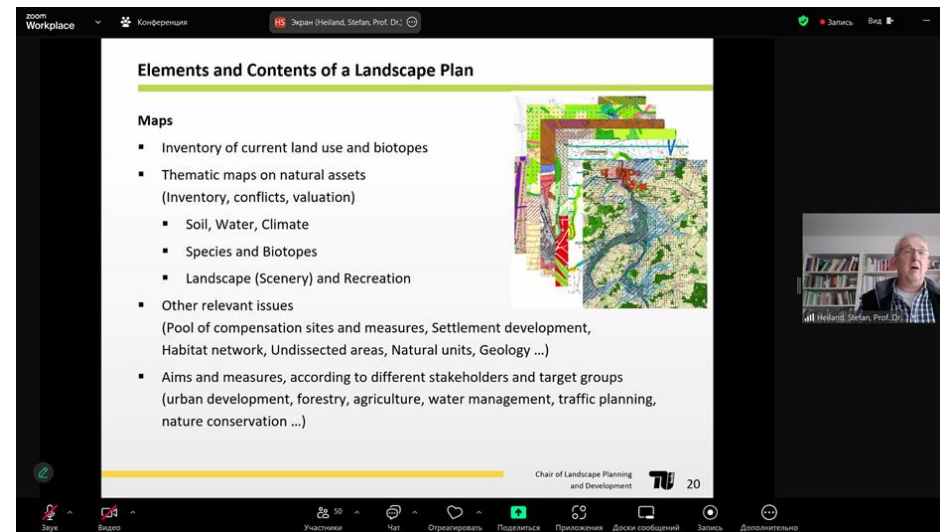 zoom
Workplace
Конференция
HS Экран (Heiland, Stefan, Prof. Dr.)
Запись
Вид
Elements and Contents of a Landscape Plan
Maps
Inventory of current land use and biotopes
Thematic maps on natural assets
(Inventory, conflicts, valuation)
Soil, Water, Climate
Species and Biotopes
Landscape (Scenery) and Recreation
Other relevant issues
(Pool of compensation sites and measures, Settlement development,
Habitat network, Undissected areas, Natural units, Geology ...)
Aims and measures, according to different stakeholders and target groups
(urban development, forestry, agriculture, water management, traffic planning,
nature conservation ...)
Heiland, Stefan, Prof. Dr.
Chair of Landscape Planning
and Development
20
Звук
Видео
50
Участники
Чат
Отреагировать
Поделиться
Приложения
Доски сообщений
Запись
Дополнительно